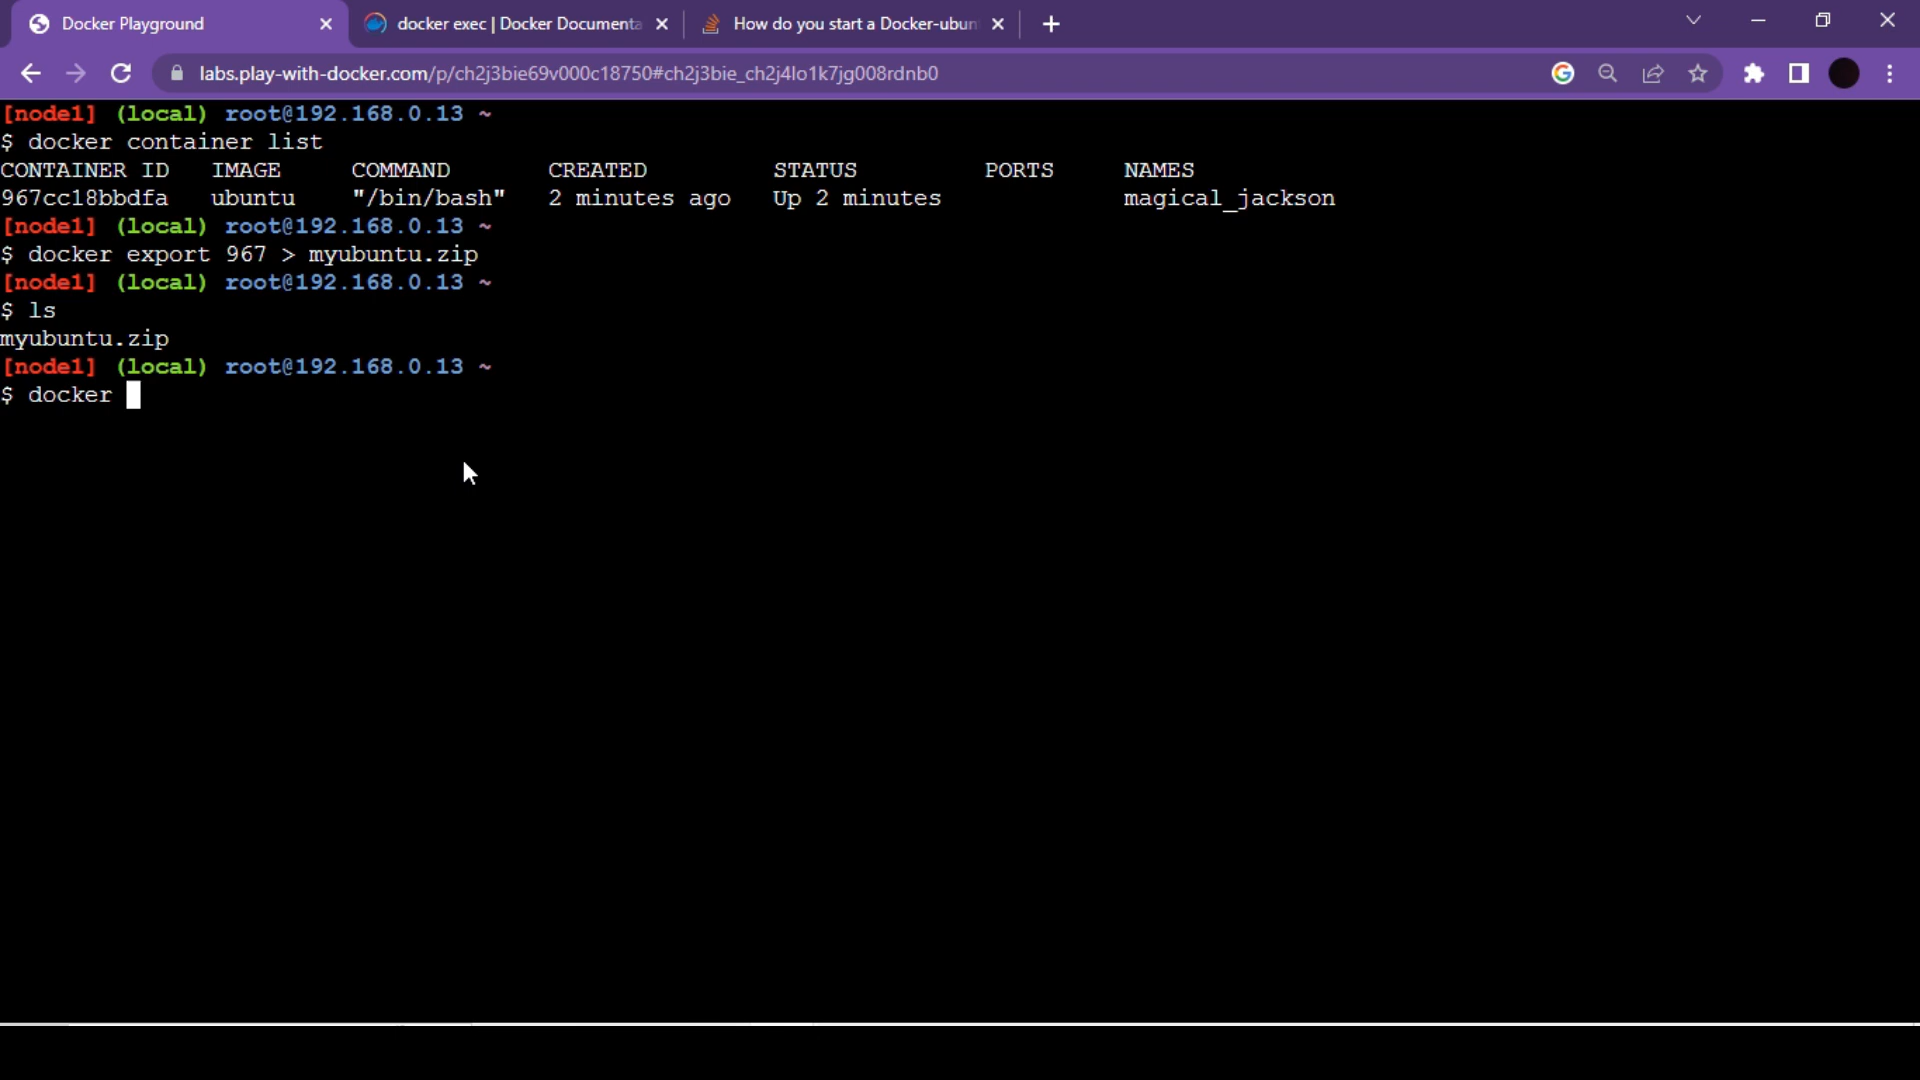 Docker Playground
docker exec | Docker Documenta
How do you start a Docker-ubun
labs.play-with-docker.com/p/ch2j3bie69v000c18750#ch2j3bie_ch2j4lo1k7jg008rdnb0
[node1] (local) root@192.168.0.13 ~
$ docker container list
CONTAINER ID IMAGE COMMAND CREATED STATUS PORTS NAMES
967cc18bbdfa ubuntu "/bin/bash" 2 minutes ago Up 2 minutes magical_jackson
[node1] (local) root@192.168.0.13 ~
$ docker export 967 > myubuntu.zip
[node1] (local) root@192.168.0.13 ~
$ ls
myubuntu.zip
[node1] (local) root@192.168.0.13 ~
$ docker